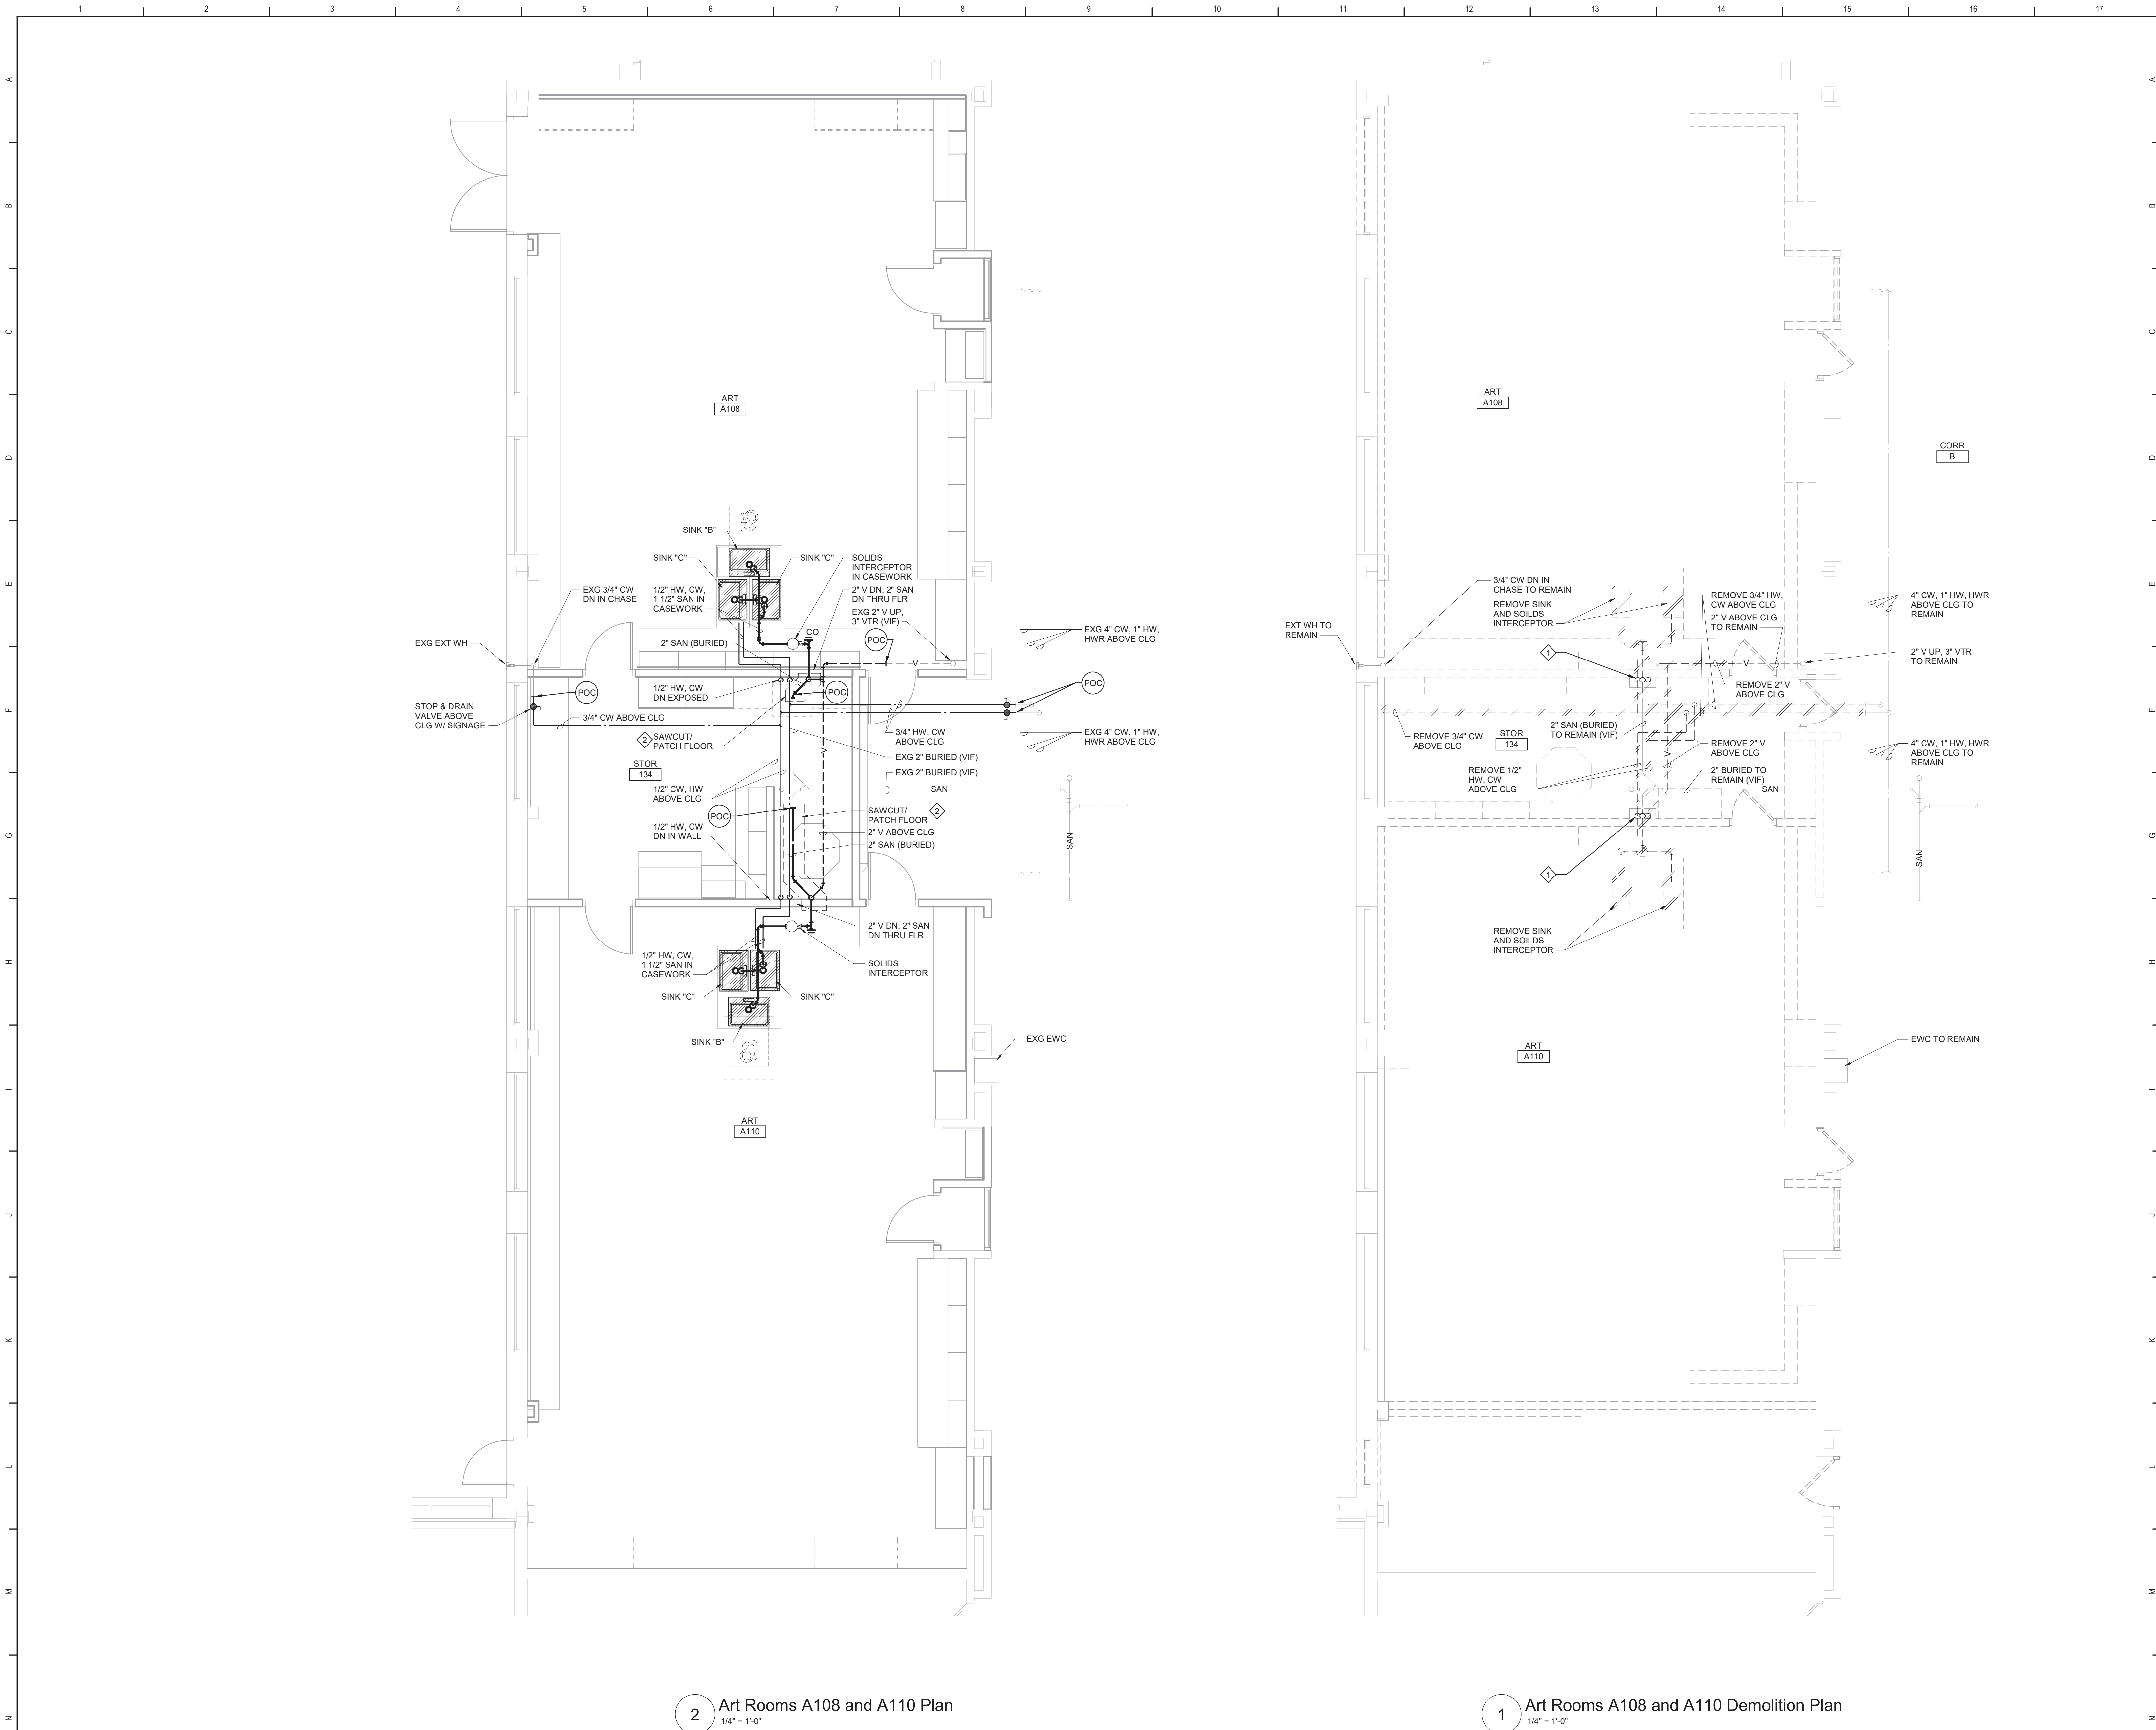 1 2 3 4 5 6 7 8 9 10 11 12 13 14 15 16 17
A
B
C
D
E
F
G
H
I
J
K
L
M
N
ART
A108
SINK "B"
SINK "C"
SINK "C"
SOLIDS
INTERCEPTOR
IN CASEWORK
EXG 3/4" CW
DN IN CHASE
1/2" HW, CW,
1 1/2" SAN IN
CASEWORK
2" V DN, 2" SAN
DN THRU FLR
EXG 2" V UP,
3" VTR (VIF)
CO
POC
EXG 4" CW, 1" HW,
HWR ABOVE CLG
EXG EXT WH
2" SAN (BURIED)
V
POC
1/2" HW, CW
DN EXPOSED
POC
POC
STOP & DRAIN
VALVE ABOVE
CLG W/ SIGNAGE
3/4" CW ABOVE CLG
2
SAWCUT/
PATCH FLOOR
3/4" HW, CW
ABOVE CLG
EXG 4" CW, 1" HW,
HWR ABOVE CLG
V
EXG 2" BURIED (VIF)
STOR
134
EXG 2" BURIED (VIF)
1/2" CW, HW
ABOVE CLG
SAN
POC
SAWCUT/
PATCH FLOOR
2
1/2" HW, CW
DN IN WALL
2" V ABOVE CLG
2" SAN (BURIED)
SAN
2" V DN, 2" SAN
DN THRU FLR
1/2" HW, CW,
1 1/2" SAN IN
CASEWORK
SOLIDS
INTERCEPTOR
SINK "C"
SINK "C"
SINK "B"
EXG EWC
ART
A110
2
Art Rooms A108 and A110 Plan
1/4" = 1'-0"
ART
A108
CORR
B
3/4" CW DN IN
CHASE TO REMAIN
REMOVE SINK
AND SOILDS
INTERCEPTOR
REMOVE 3/4" HW,
CW ABOVE CLG
2" V ABOVE CLG
TO REMAIN
4" CW, 1" HW, HWR
ABOVE CLG TO
REMAIN
EXT WH TO
REMAIN
1
V
2" V UP, 3" VTR
TO REMAIN
REMOVE 2" V
ABOVE CLG
2" SAN (BURIED)
TO REMAIN (VIF)
REMOVE 3/4" CW
ABOVE CLG
STOR
134
V
REMOVE 2" V
ABOVE CLG
4" CW, 1" HW, HWR
ABOVE CLG TO
REMAIN
REMOVE 1/2"
HW, CW
ABOVE CLG
2" BURIED TO
REMAIN (VIF)
SAN
SAN
1
REMOVE SINK
AND SOILDS
INTERCEPTOR
EWC TO REMAIN
ART
A110
1
Art Rooms A108 and A110 Demolition Plan
1/4" = 1'-0"
A
B
C
D
E
F
G
H
I
J
K
L
M
N